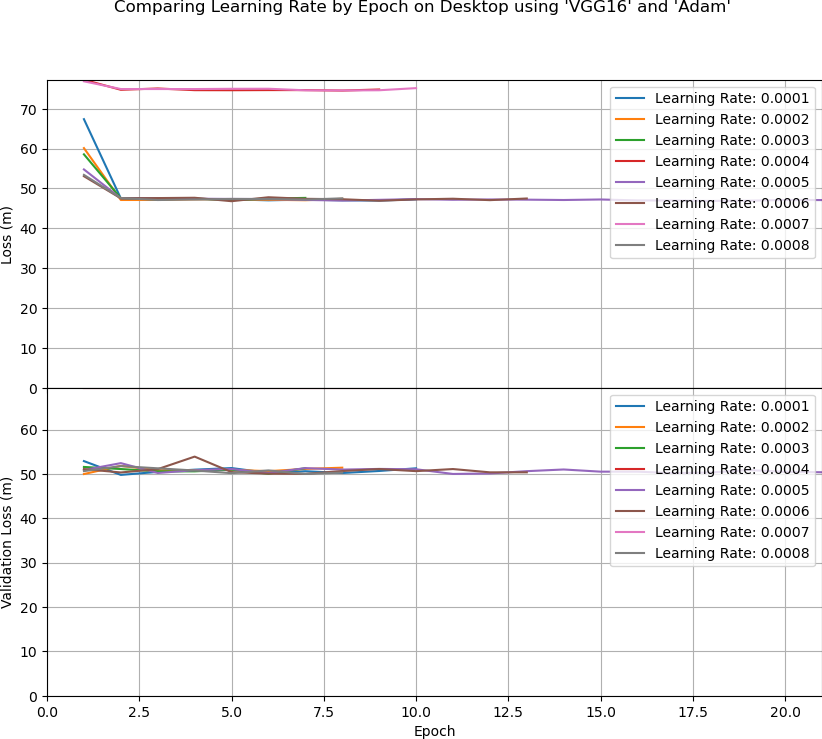 Comparing Learning Rate by Epoch on Desktop using 'VGG16' and 'Adam'
Loss (m)
70
60
50
40
30
20
10
0
Learning Rate: 0.0001
Learning Rate: 0.0002
Learning Rate: 0.0003
Learning Rate: 0.0004
Learning Rate: 0.0005
Learning Rate: 0.0006
Learning Rate: 0.0007
Learning Rate: 0.0008
Validation Loss (m)
60
50
40
30
20
10
0
Learning Rate: 0.0001
Learning Rate: 0.0002
Learning Rate: 0.0003
Learning Rate: 0.0004
Learning Rate: 0.0005
Learning Rate: 0.0006
Learning Rate: 0.0007
Learning Rate: 0.0008
0.0 2.5 5.0 7.5 10.0 12.5 15.0 17.5 20.0
Epoch